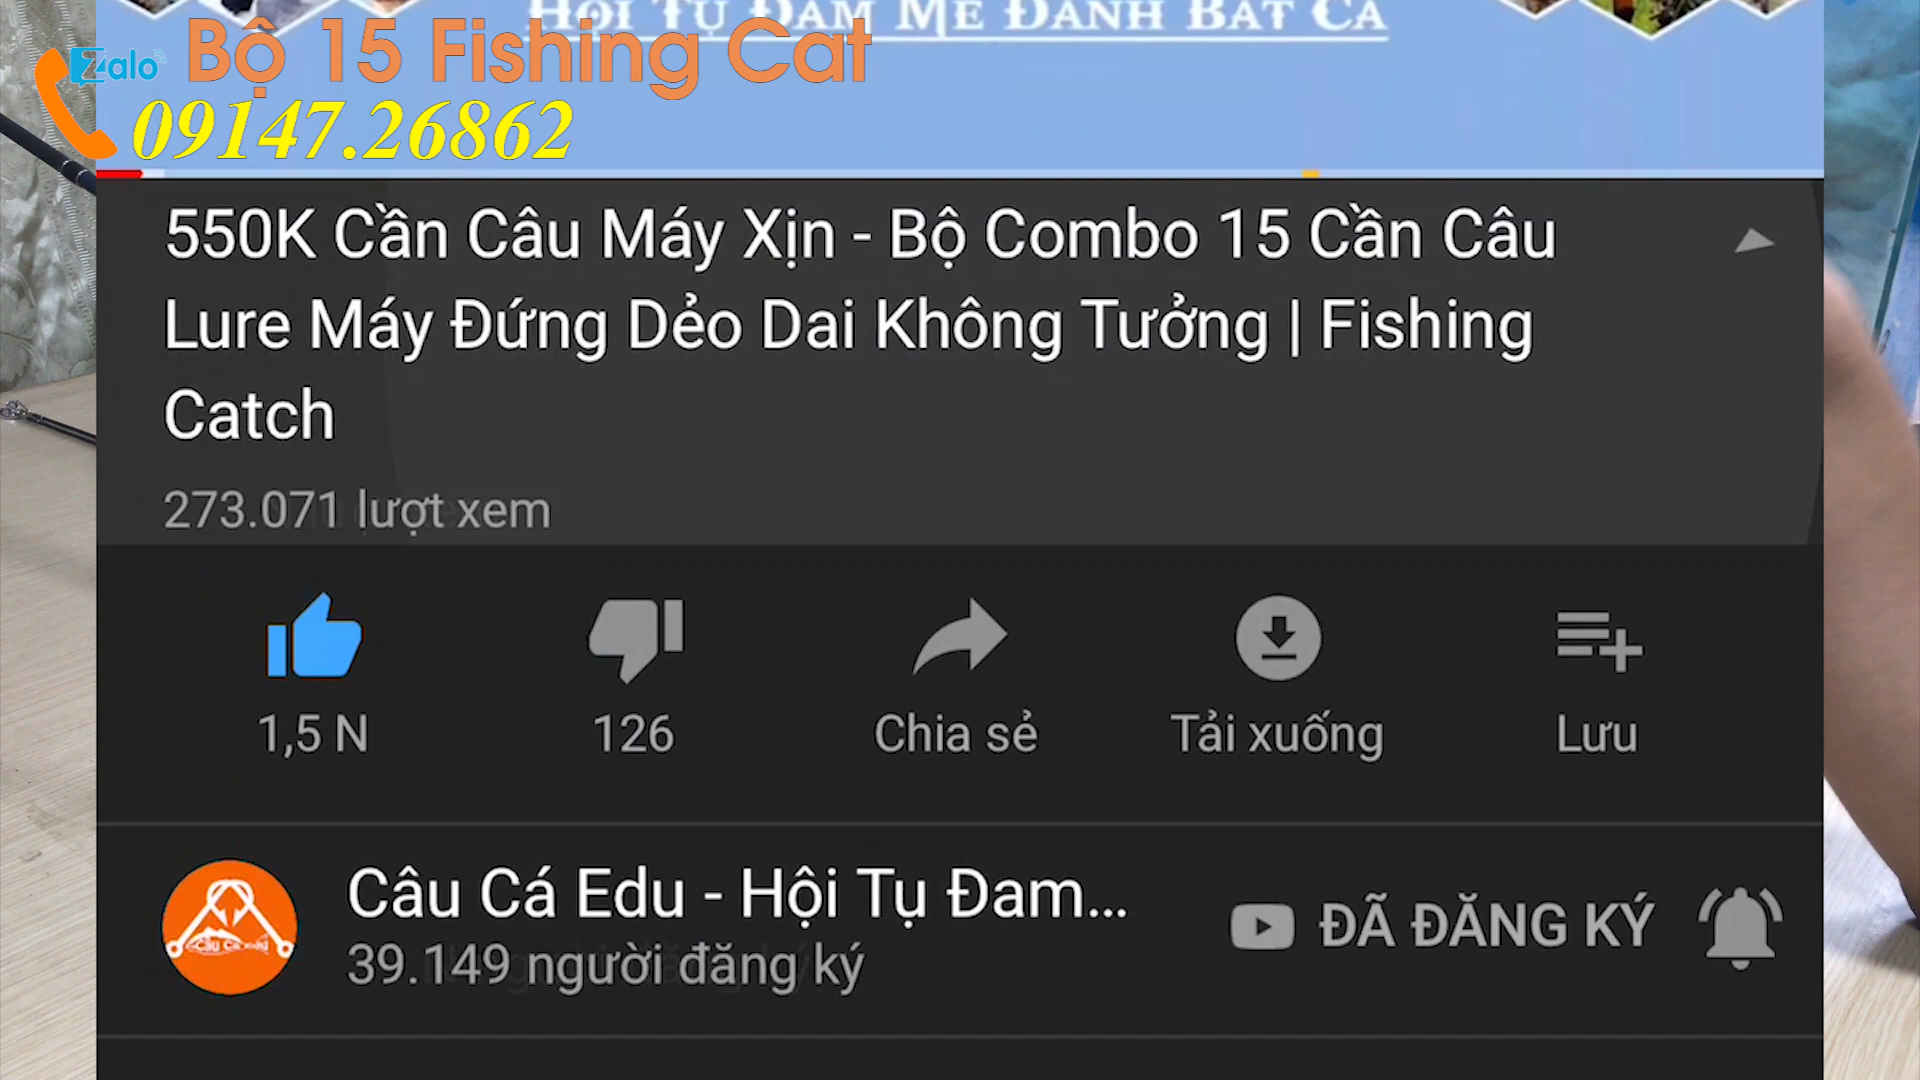 HỘI TỤ ĐAM MÊ ĐÁNH BẮT CÁ
Zalo
Bộ 15 Fishing Cat
09147.26862
550K Cần Câu Máy Xịn - Bộ Combo 15 Cần Câu
Lure Máy Đứng Dẻo Dai Không Tưởng | Fishing
Catch
273.071 lượt xem
1,5 N
126
Chia sẻ
Tải xuống
Lưu
Câu Cá Edu - Hội Tụ Đam...
39.149 người đăng ký
ĐÃ ĐĂNG KÝ
Câu Cá Edu